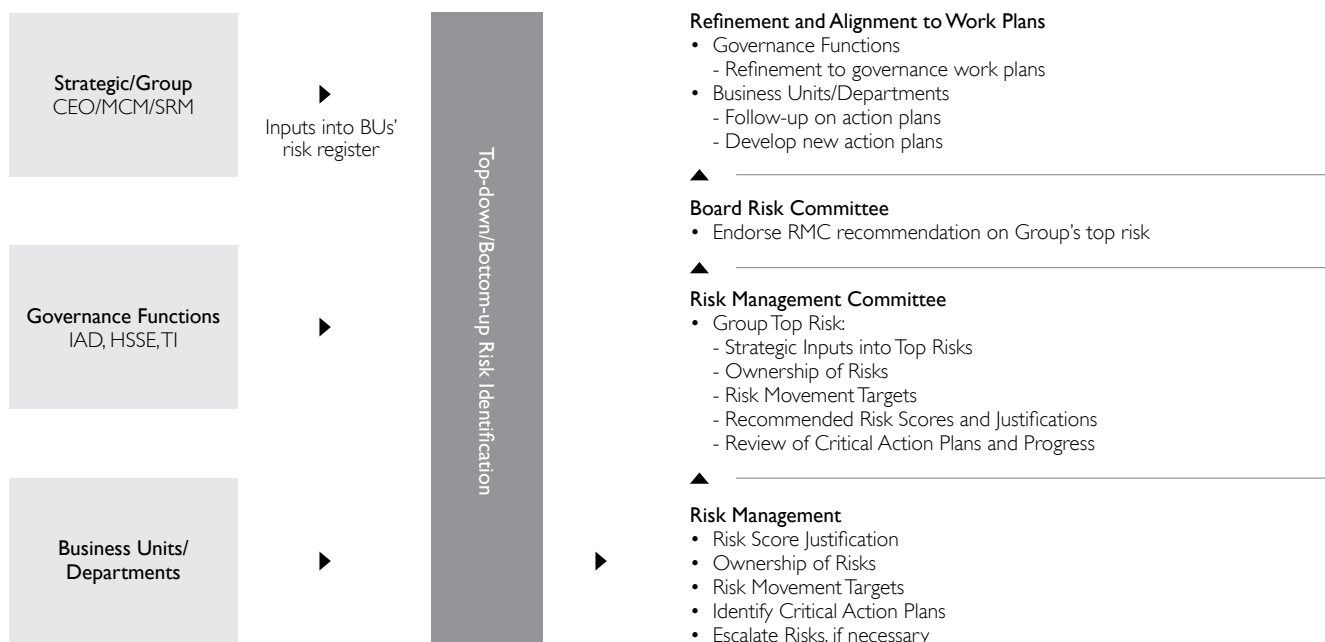 Strategic/Group
CEO/MCM/SRM
Inputs into BUs’
risk register
Governance Functions
IAD, HSSE, TI
Business Units/
Departments
Top-down/Bottom-up Risk Identification
Refinement and Alignment to Work Plans
• Governance Functions
- Refinement to governance work plans
• Business Units/Departments
- Follow-up on action plans
- Develop new action plans
Board Risk Committee
• Endorse RMC recommendation on Group’s top risk
Risk Management Committee
• Group Top Risk:
- Strategic Inputs into Top Risks
- Ownership of Risks
- Risk Movement Targets
- Recommended Risk Scores and Justifications
- Review of Critical Action Plans and Progress
Risk Management
• Risk Score Justification
• Ownership of Risks
• Risk Movement Targets
• Identify Critical Action Plans
• Escalate Risks, if necessary